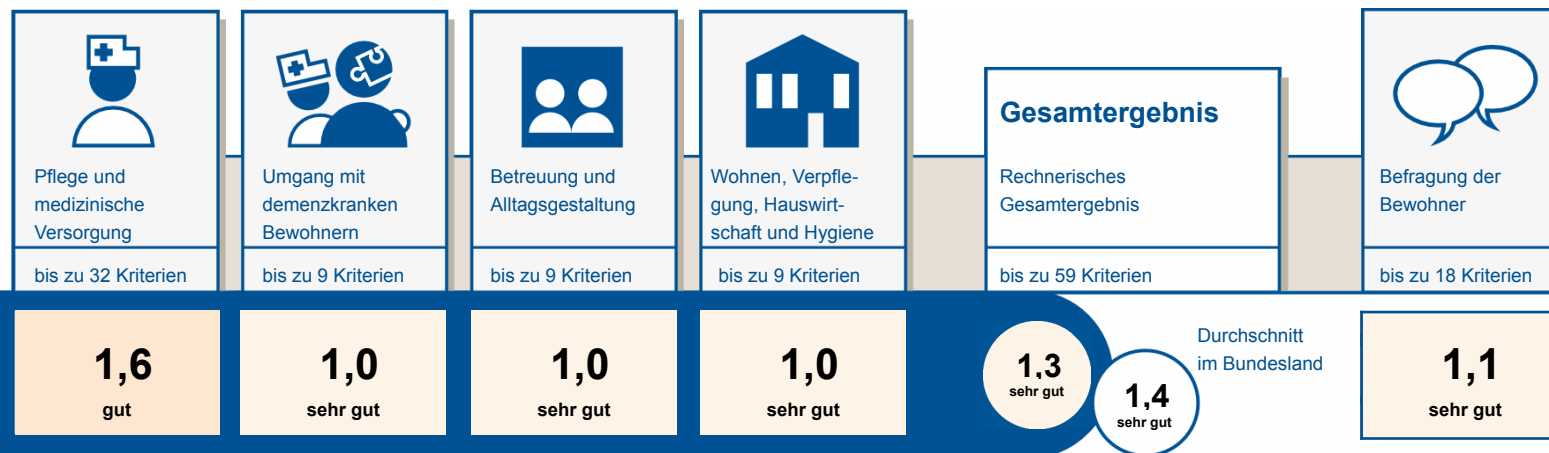 Pflege und
medizinische
Versorgung
bis zu 32 Kriterien
1,6
gut
Umgang mit
demenzkranken
Bewohnern
bis zu 9 Kriterien
1,0
sehr gut
Betreuung und
Alltagsgestaltung
bis zu 9 Kriterien
1,0
sehr gut
Wohnen, Verpfle-
gung, Hauswirt-
schaft und Hygiene
bis zu 9 Kriterien
1,0
sehr gut
Gesamtergebnis
Rechnerisches
Gesamtergebnis
bis zu 59 Kriterien
1,3
sehr gut
1,4
sehr gut
Durchschnitt
im Bundesland
Befragung der
Bewohner
bis zu 18 Kriterien
1,1
sehr gut